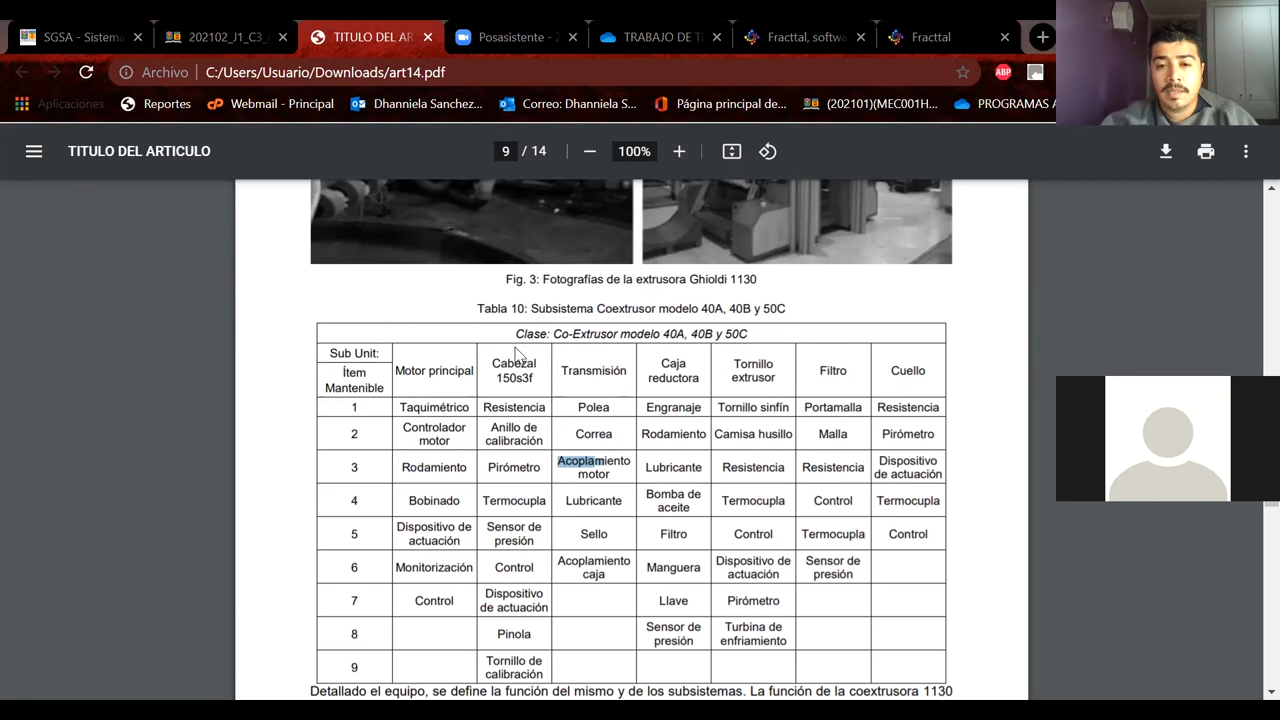 SGSA - Sistema
202102_J1_C3_
TITULO DEL AR
Posasistente - 2
TRABAJO DE T
Fracttal, softwa
Fracttal
Archivo C:/Users/Usuario/Downloads/art14.pdf
ABP
Aplicaciones Reportes Webmail - Principal Dhanniela Sanchez... Correo: Dhanniela S... Página principal de... (202101)(MEC001H... PROGRAMAS A
TITULO DEL ARTICULO
9 / 14
100%
Fig. 3: Fotografías de la extrusora Ghioldi 1130
Tabla 10: Subsistema Coextrusor modelo 40A, 40B y 50C
Clase: Co-Extrusor modelo 40A, 40B y 50C
Sub Unit:
Ítem Mantenible
Motor principal
Cabezal 150s3f
Transmisión
Caja reductora
Tornillo extrusor
Filtro
Cuello
1 Taquimétrico Resistencia Polea Engranaje Tornillo sinfín Portamalla Resistencia
2 Controlador motor Anillo de calibración Correa Rodamiento Camisa husillo Malla Pirómetro
3 Rodamiento Pirómetro Acoplamiento motor Lubricante Resistencia Resistencia Dispositivo de actuación
4 Bobinado Termocupla Lubricante Bomba de aceite Termocupla Control Termocupla
5 Dispositivo de actuación Sensor de presión Sello Filtro Control Termocupla Control
6 Monitorización Control Acoplamiento caja Manguera Dispositivo de actuación Sensor de presión
7 Control Dispositivo de actuación Llave Pirómetro
8 Pinola Sensor de presión Turbina de enfriamiento
9 Tornillo de calibración
Detallado el equipo, se define la función del mismo y de los subsistemas. La función de la coextrusora 1130